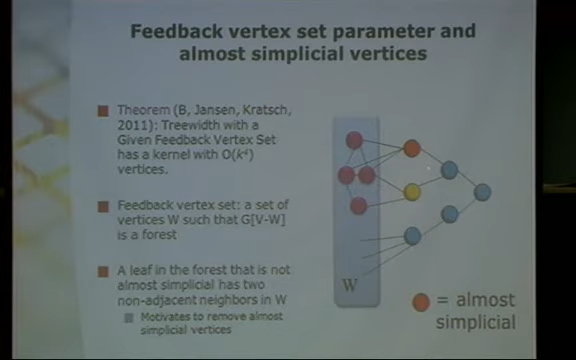 Feedback vertex set parameter and
almost simplicial vertices
Theorem (B, Jansen, Kratsch,
2011): Treewidth with a
Given Feedback Vertex Set
has a kernel with O(k⁴)
vertices.
Feedback vertex set: a set of
vertices W such that G[V-W]
is a forest
A leaf in the forest that is not
almost simplicial has two
non-adjacent neighbors in W
Motivates to remove almost
simplicial vertices
W
= almost
simplicial